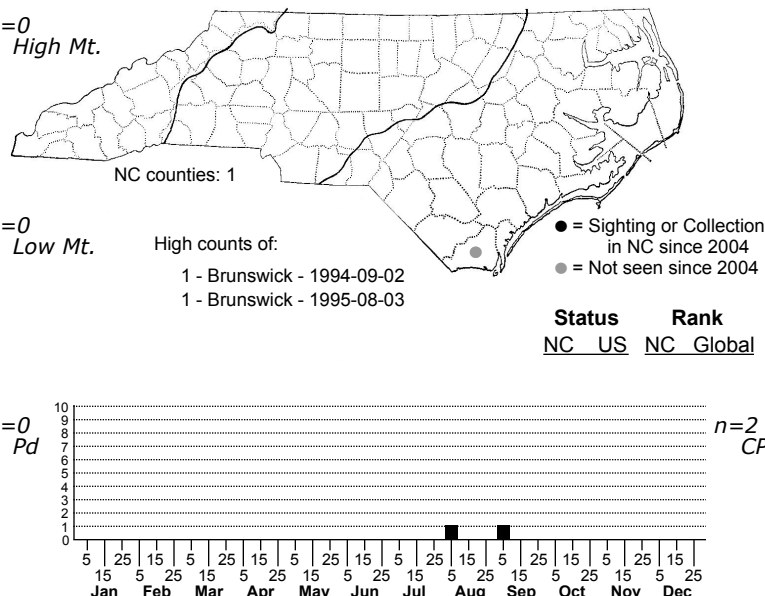 =0
High Mt.
NC counties: 1
=0
Low Mt.
High counts of:
1 - Brunswick - 1994-09-02
1 - Brunswick - 1995-08-03
● = Sighting or Collection
in NC since 2004
● = Not seen since 2004
Status Rank
NC US NC Global
=0
Pd
n=2
CP
10
9
8
7
6
5
4
3
2
1
0
5 25 15 5 25 15 5 25 15 5 25 15 5 25 15 5 25 15
15 5 25 15 5 25 15 5 25 15 5 25 15 5 25 15 5 25
Jan Feb Mar Apr May Jun Jul Aug Sep Oct Nov Dec